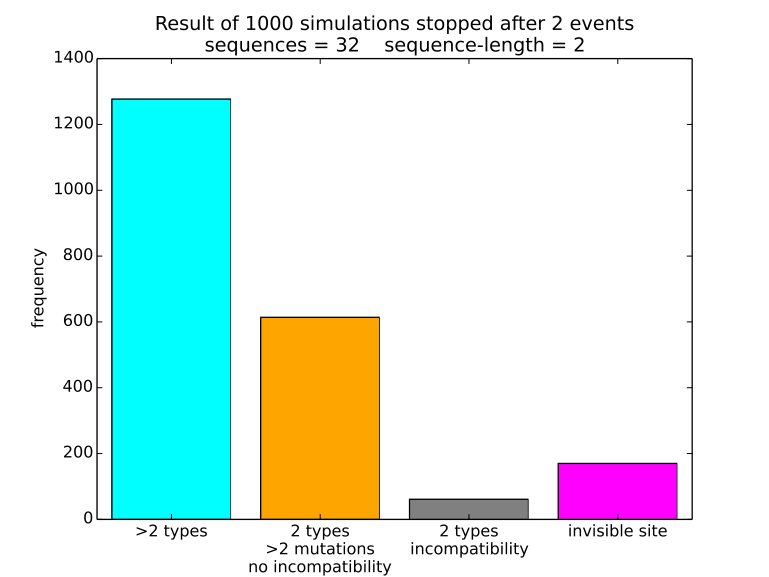 Result of 1000 simulations stopped after 2 events
sequences = 32    sequence-length = 2
1400
1200
1000
800
600
400
200
0
frequency
>2 types
2 types
>2 mutations
no incompatibility
2 types
incompatibility
invisible site